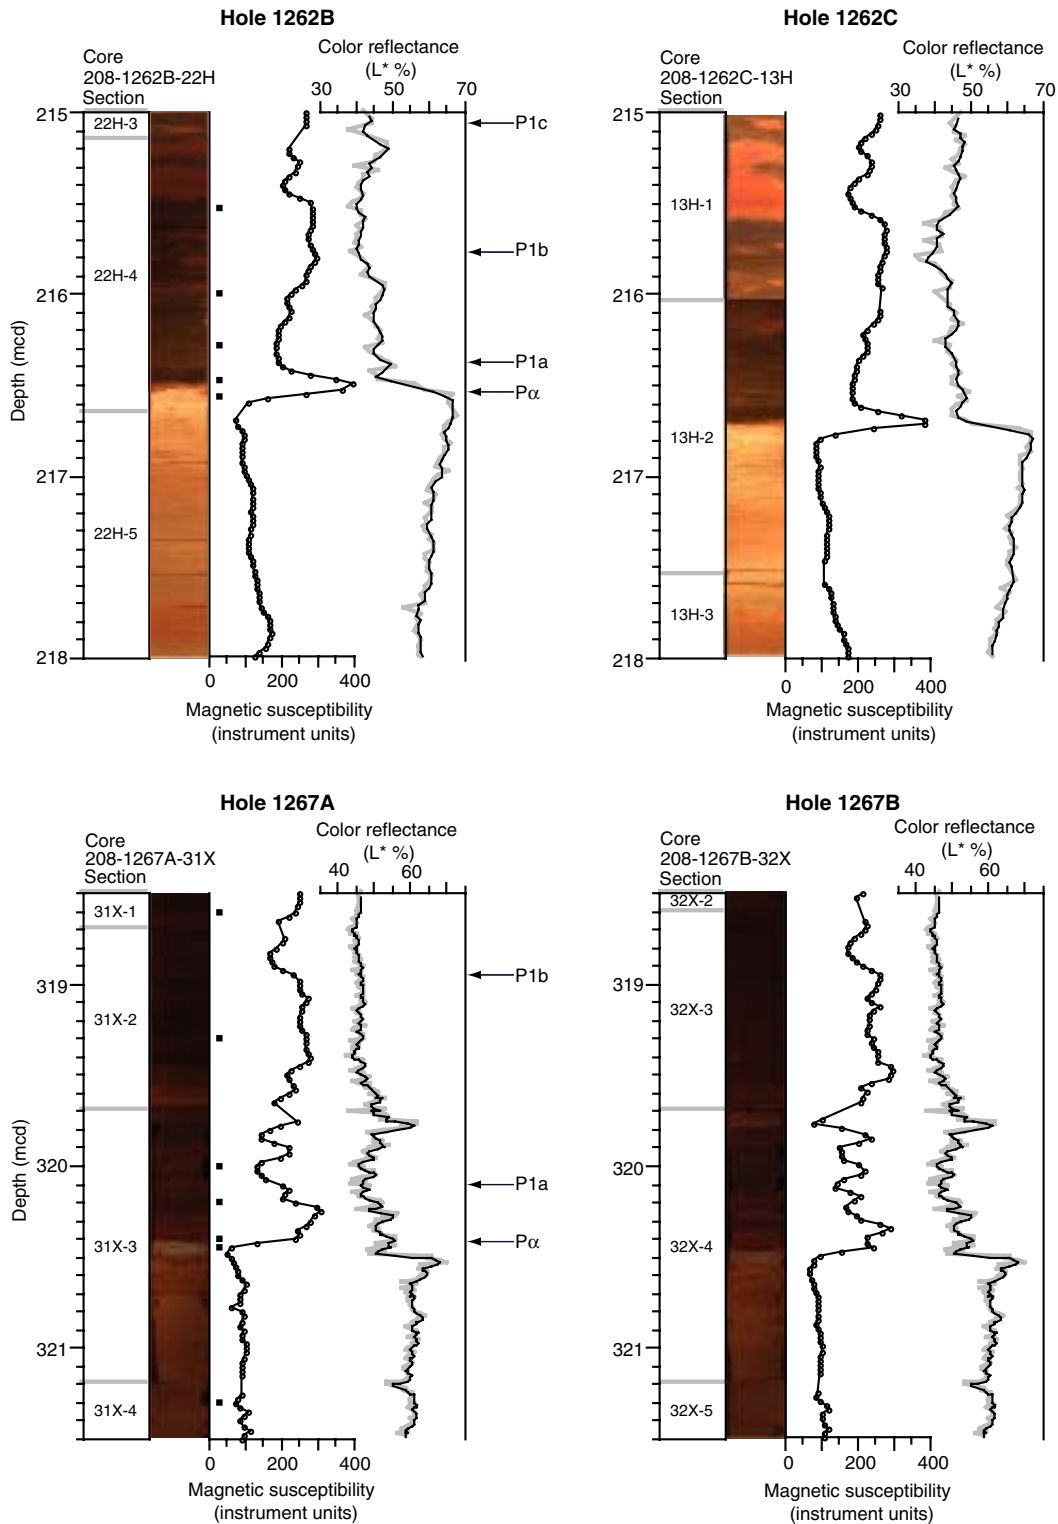 Hole 1262B
Core
208-1262B-22H
Section
Color reflectance
(L* %)
30 50 70
22H-3
22H-4
22H-5
215
216
217
218
Depth (mcd)
P1c
P1b
P1a
Pα
0 200 400
Magnetic susceptibility
(instrument units)
Hole 1262C
Core
208-1262C-13H
Section
Color reflectance
(L* %)
30 50 70
13H-1
13H-2
13H-3
215
216
217
218
0 200 400
Magnetic susceptibility
(instrument units)
Hole 1267A
Core
208-1267A-31X
Section
Color reflectance
(L* %)
40 60
31X-1
31X-2
31X-3
31X-4
319
320
321
Depth (mcd)
P1b
P1a
Pα
0 200 400
Magnetic susceptibility
(instrument units)
Hole 1267B
Core
208-1267B-32X
Section
Color reflectance
(L* %)
40 60
32X-2
32X-3
32X-4
32X-5
319
320
321
0 200 400
Magnetic susceptibility
(instrument units)